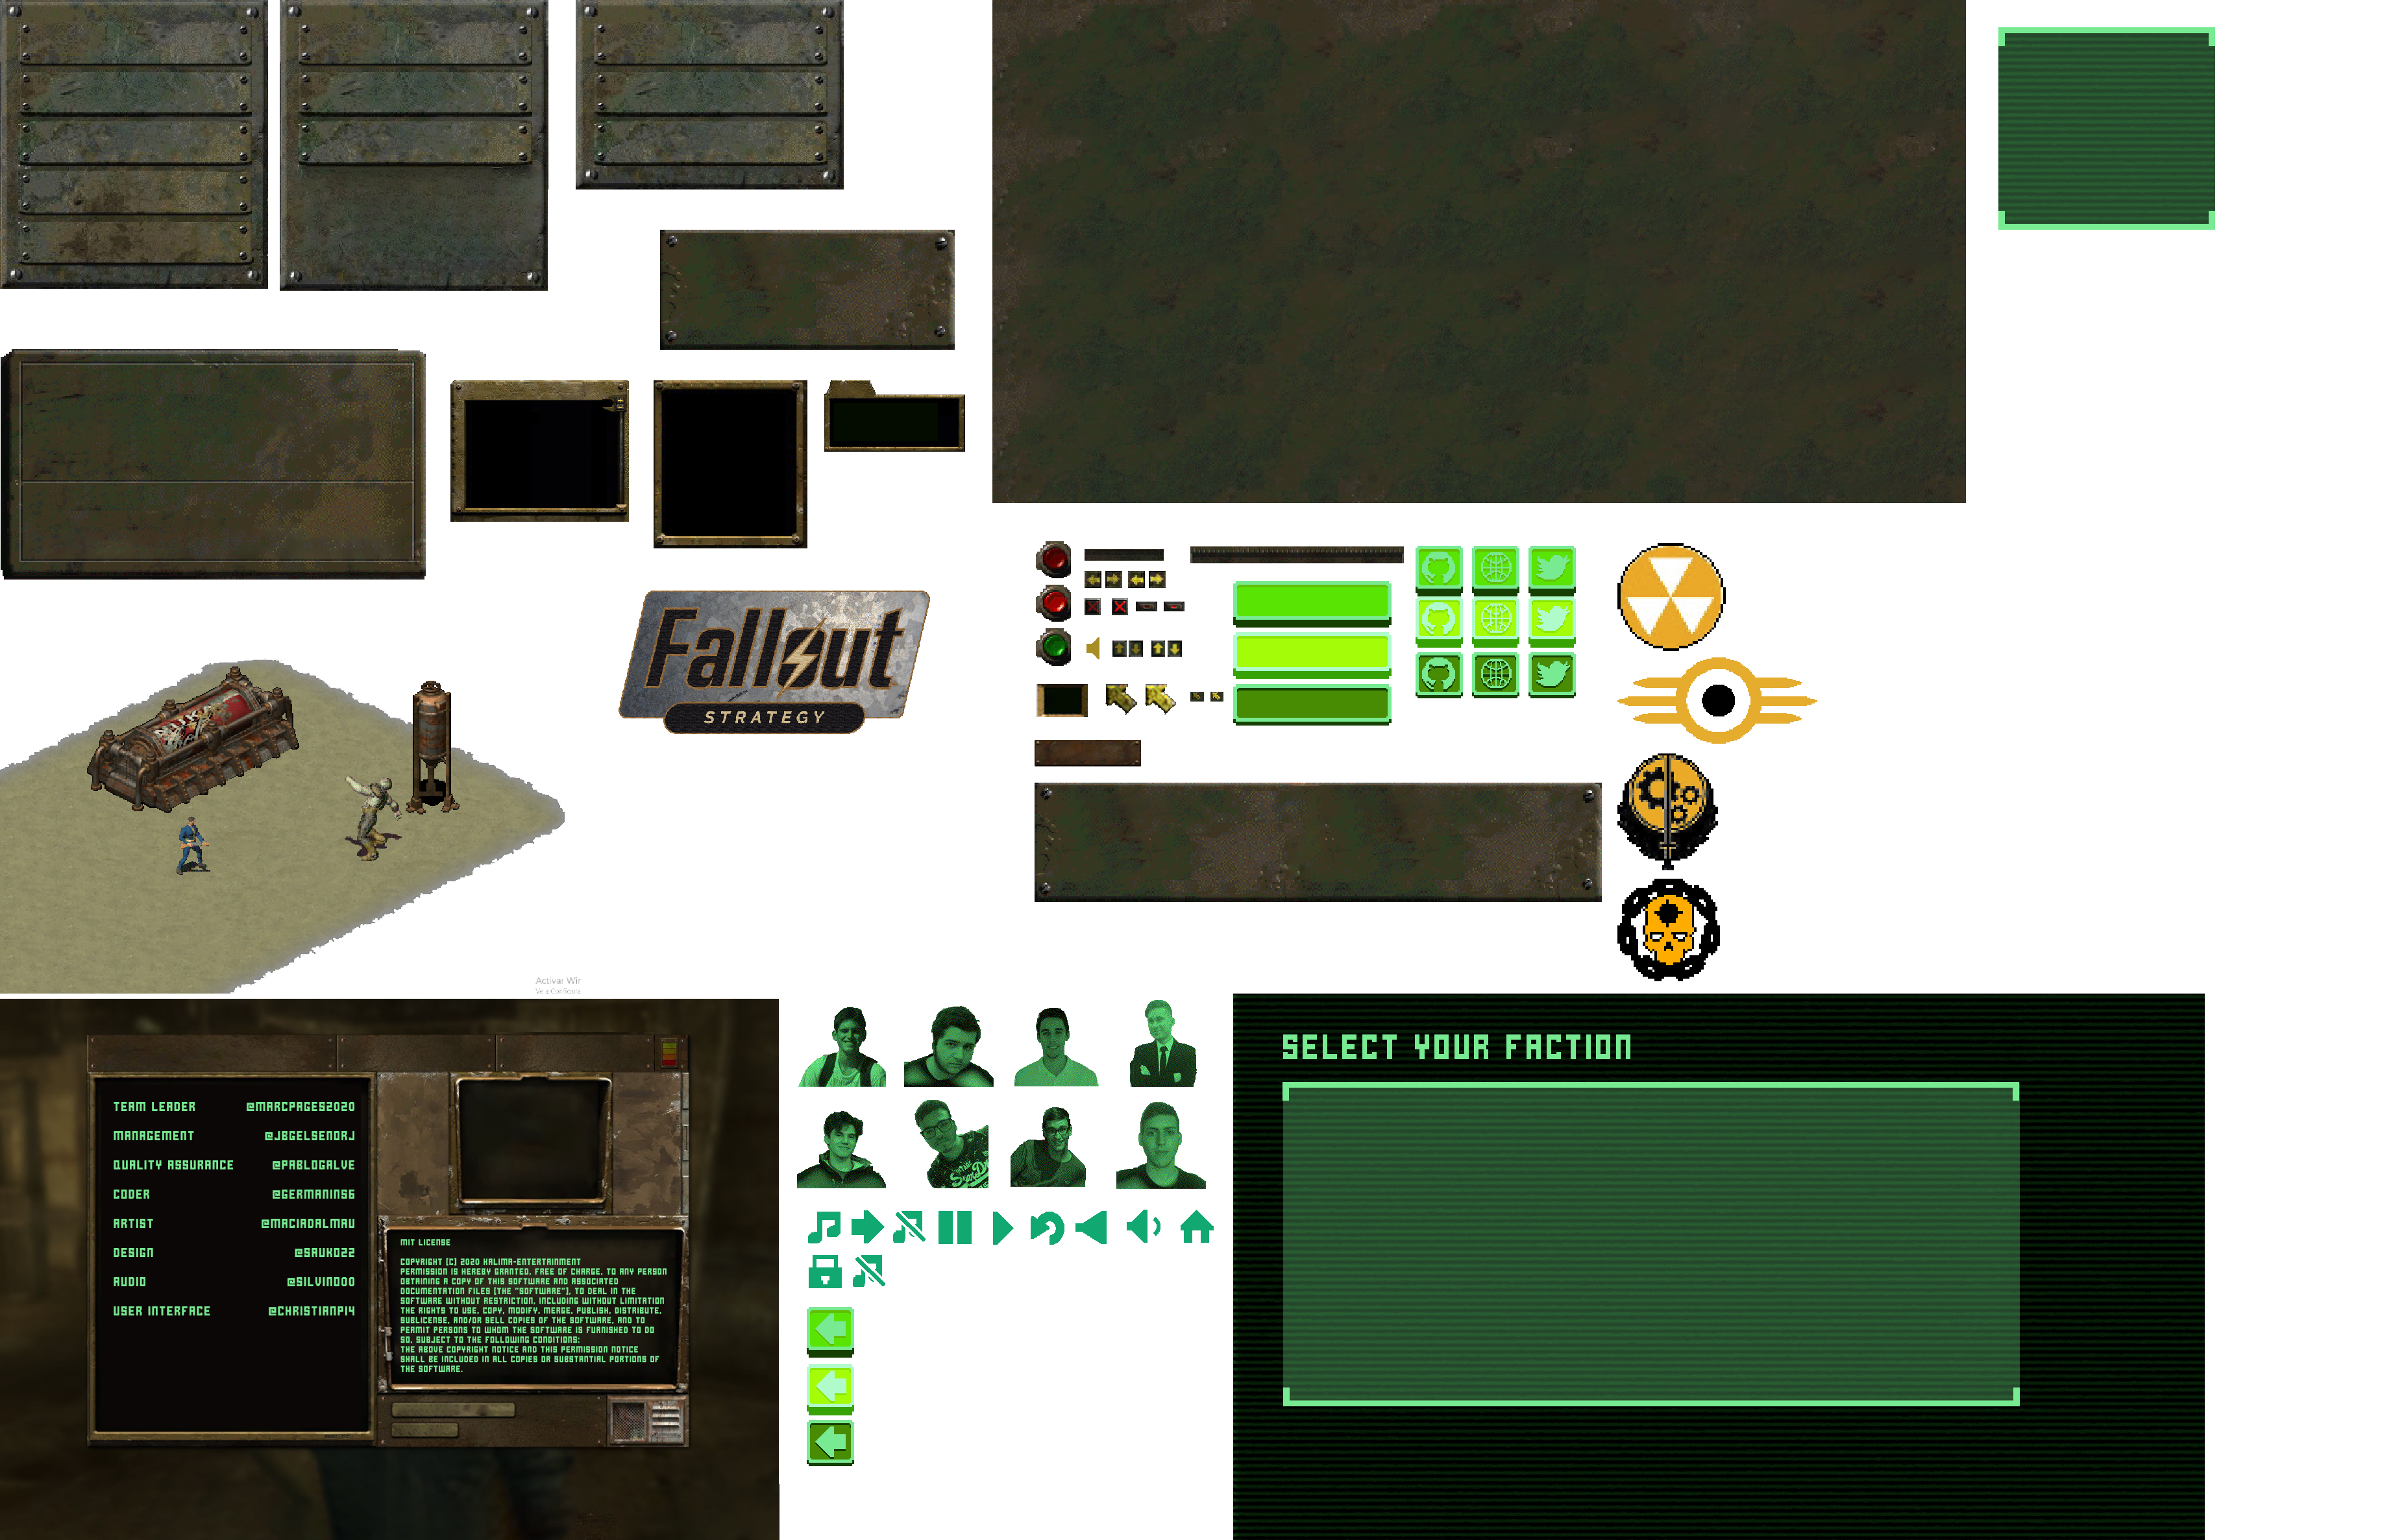 Fallout
STRATEGY
Activar Wir
TEAM LEADER @MARCPAGES2020
MANAGEMENT @JBGELSENDRJ
QUALITY ASSURANCE @PABLOGALVE
CODER @GERMANINS6
ARTIST @MACIADALMAU
DESIGN @SAUKO22
AUDIO @SILVINO00
USER INTERFACE @CHRISTIANPI4
MIT LICENSE
COPYRIGHT (C) 2020 KALIMA-ENTERTAINMENT
PERMISSION IS HEREBY GRANTED, FREE OF CHARGE, TO ANY PERSON
OBTAINING A COPY OF THIS SOFTWARE AND ASSOCIATED
DOCUMENTATION FILES (THE "SOFTWARE"), TO DEAL IN THE
SOFTWARE WITHOUT RESTRICTION, INCLUDING WITHOUT LIMITATION
THE RIGHTS TO USE, COPY, MODIFY, MERGE, PUBLISH, DISTRIBUTE,
SUBLICENSE, AND/OR SELL COPIES OF THE SOFTWARE, AND TO
PERMIT PERSONS TO WHOM THE SOFTWARE IS FURNISHED TO DO
SO, SUBJECT TO THE FOLLOWING CONDITIONS:
THE ABOVE COPYRIGHT NOTICE AND THIS PERMISSION NOTICE
SHALL BE INCLUDED IN ALL COPIES OR SUBSTANTIAL PORTIONS OF
THE SOFTWARE.
SELECT YOUR FACTION